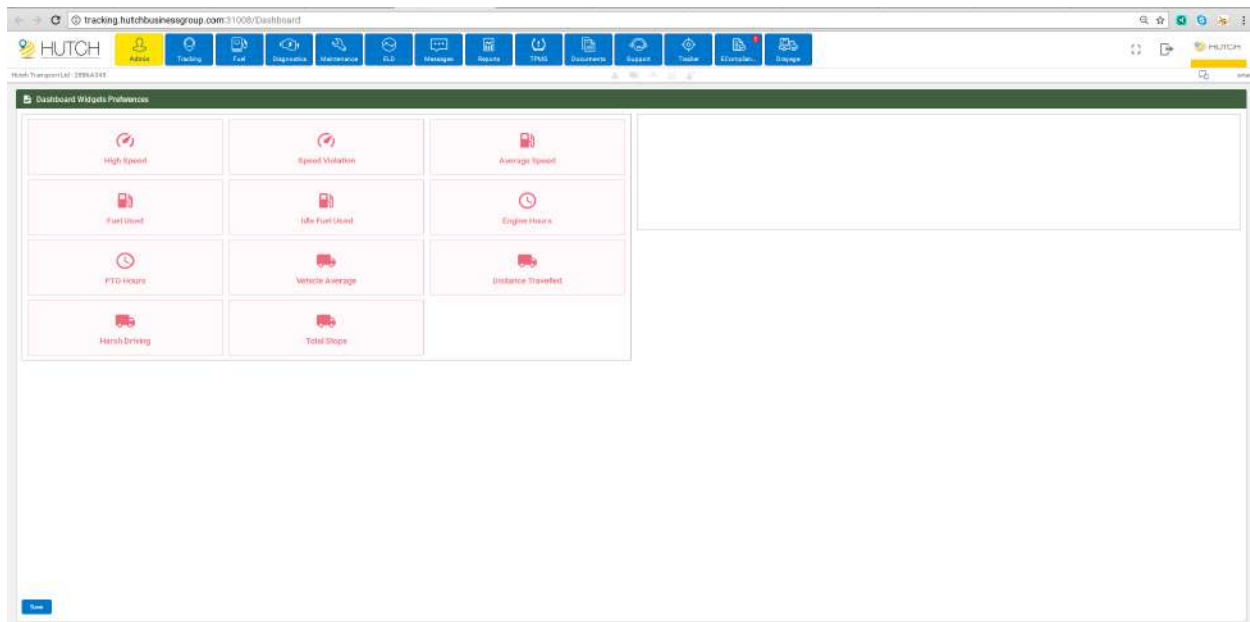 tracking.hutchbusinessgroup.com:31008/Dashboard
HUTCH
Admin
Tracking
Fuel
Diagnostics
Maintenance
ELD
Messages
Reports
TPMS
Documents
Support
Tracker
EComplian...
Drayage
HUTCH
Dashboard Widgets Preferences
High Speed
Speed Violation
Average Speed
Fuel Used
Idle Fuel Used
Engine Hours
PTO Hours
Vehicle Average
Distance Travelled
Harsh Driving
Total Stops
Save